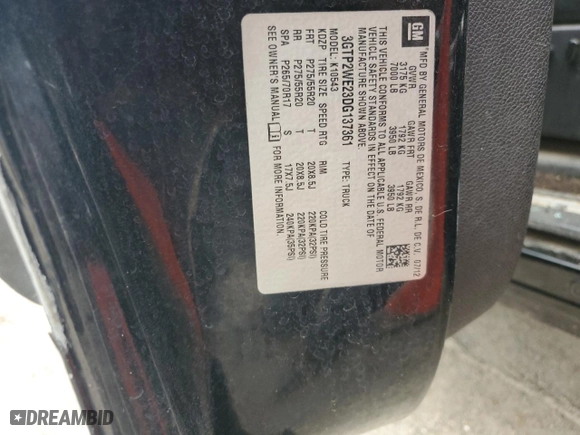 GM
MFD BY GENERAL MOTORS DE MEXICO, S. DE R.L. DE C.V. 07/12
GVWR GAWR FRT GAWR RR
3175 KG 1792 KG 1792 KG
7000 LB 3950 LB 3950 LB
THIS VEHICLE CONFORMS TO ALL APPLICABLE U.S. FEDERAL MOTOR
VEHICLE SAFETY STANDARDS IN EFFECT ON THE DATE OF
MANUFACTURE SHOWN ABOVE.
3GTP2WE23DG137361 TYPE: TRUCK
MODEL: K10543
KDZP TIRE SIZE SPEED RTG RIM COLD TIRE PRESSURE
FRT P275/55R20 T 20X8.5J 220KPA(32PSI)
RR P275/55R20 T 20X8.5J 220KPA(32PSI)
SPA P265/70R17 S 17X7.5J 240KPA(35PSI)
SEE OWNER'S MANUAL FOR MORE INFORMATION.
DREAMBID